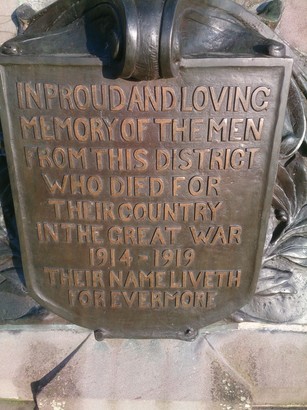 IN PROUD AND LOVING
MEMORY OF THE MEN
FROM THIS DISTRICT
WHO DIED FOR
THEIR COUNTRY
IN THE GREAT WAR
1914 - 1919
THEIR NAME LIVETH
FOR EVERMORE